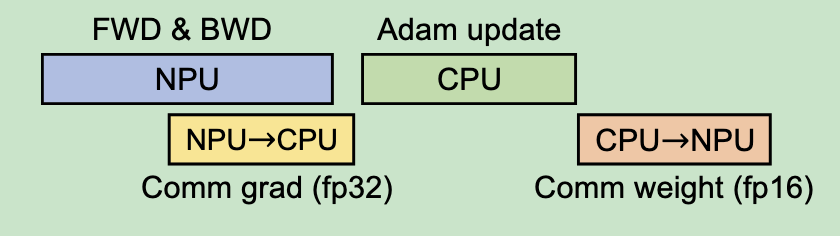 FWD & BWD
Adam update
NPU
CPU
NPU→CPU
CPU→NPU
Comm grad (fp32)
Comm weight (fp16)